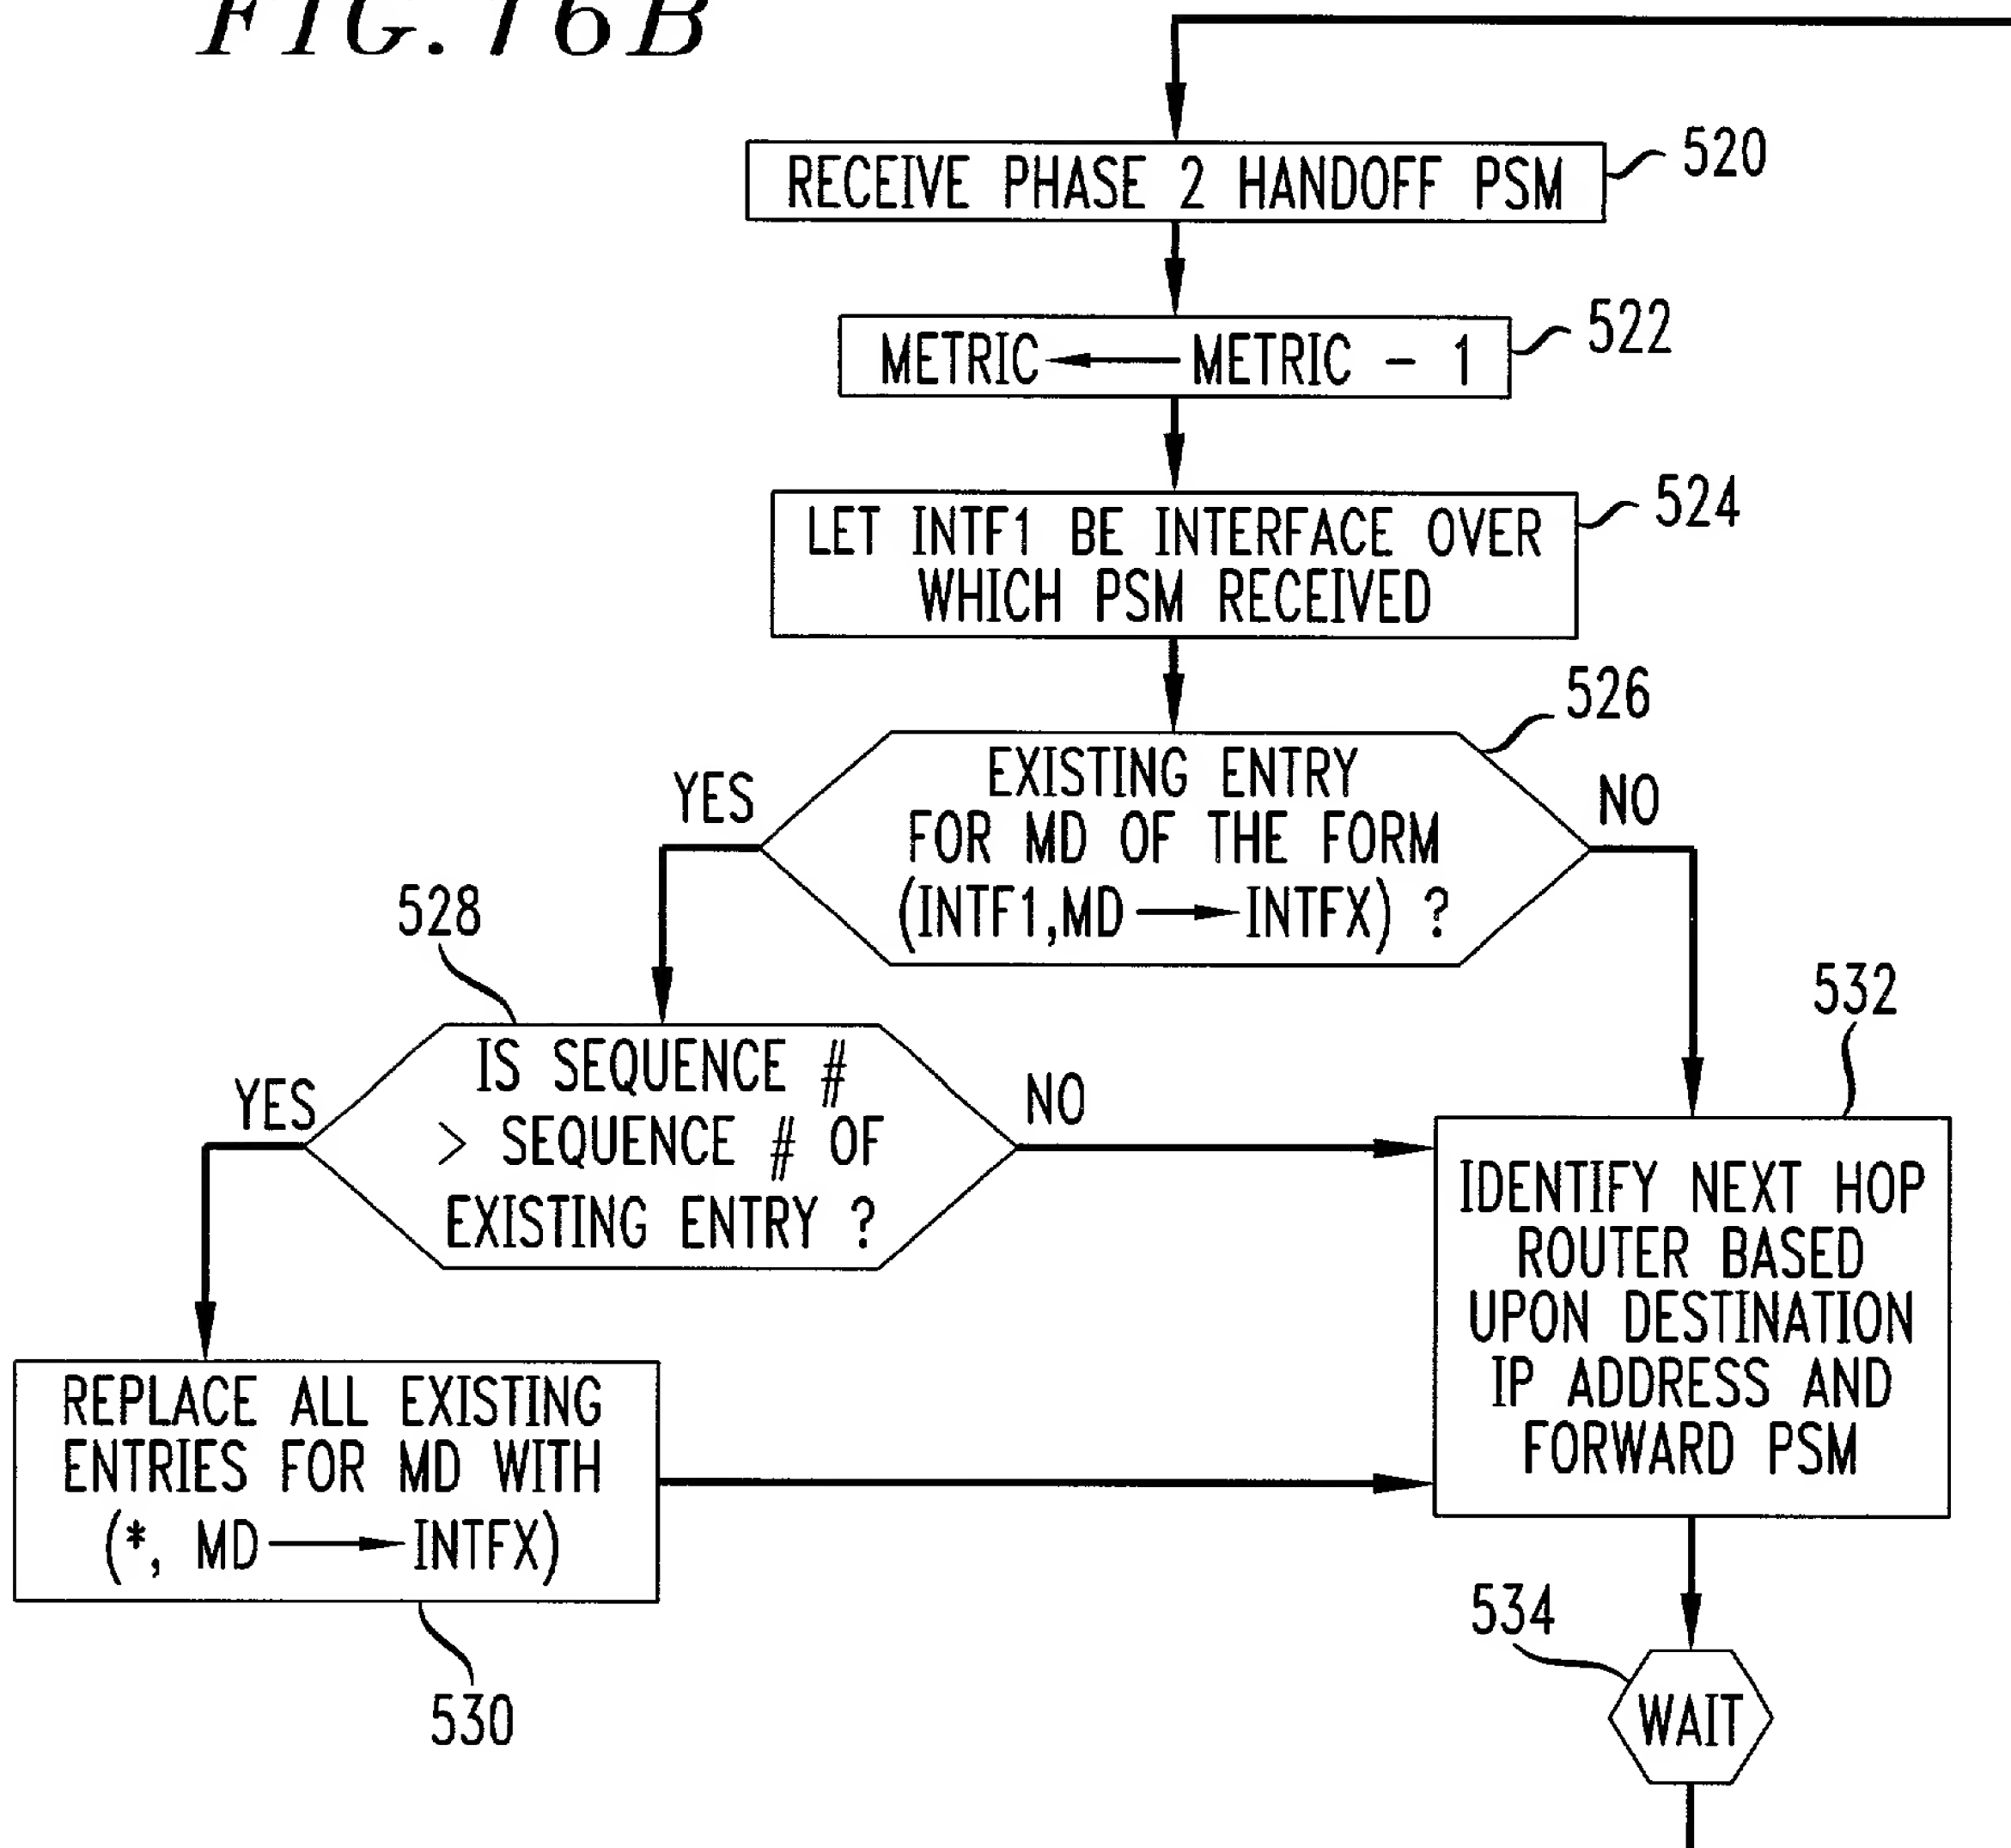 FIG. 16B
RECEIVE PHASE 2 HANDOFF PSM
520
METRIC ← METRIC - 1
522
LET INTF1 BE INTERFACE OVER
WHICH PSM RECEIVED
524
526
EXISTING ENTRY
FOR MD OF THE FORM
(INTF1,MD → INTFX) ?
YES
NO
528
IS SEQUENCE #
> SEQUENCE # OF
EXISTING ENTRY ?
YES
NO
532
IDENTIFY NEXT HOP
ROUTER BASED
UPON DESTINATION
IP ADDRESS AND
FORWARD PSM
REPLACE ALL EXISTING
ENTRIES FOR MD WITH
(*, MD → INTFX)
530
534
WAIT